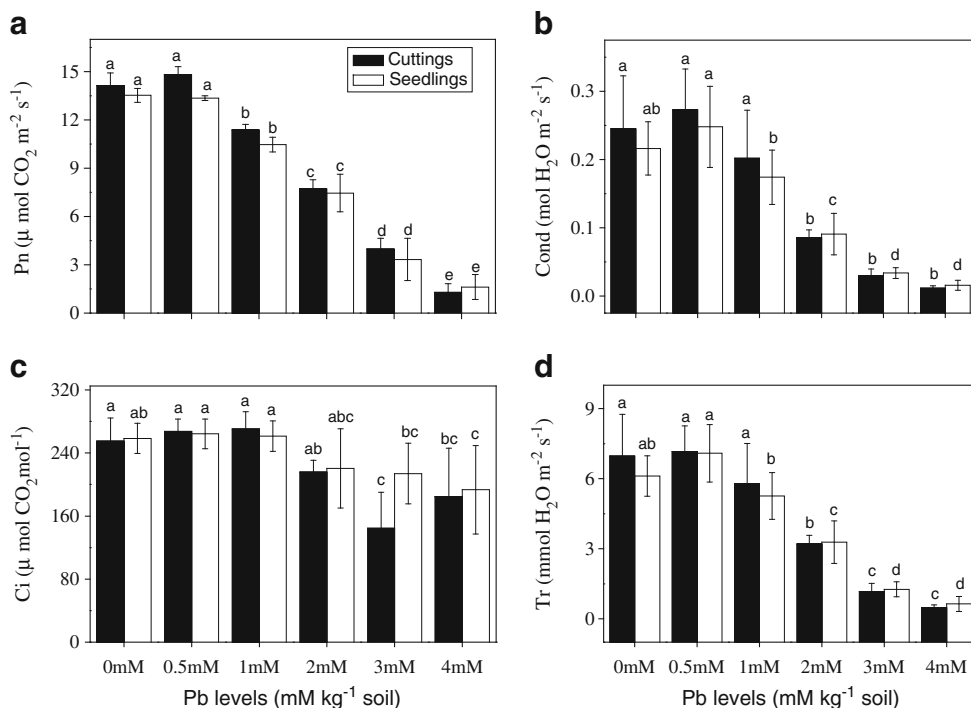 a
Pn (μ mol CO2 m-2 s-1)
15
12
9
6
3
0
Cuttings
Seedlings
a a a a b b c c d d e e
b
Cond (mol H2O m-2 s-1)
0.3
0.2
0.1
0.0
a ab a a a b b c b d b d
c
Ci (μ mol CO2mol-1)
320
240
160
80
0
a ab a a a a ab abc c bc bc c
0mM 0.5mM 1mM 2mM 3mM 4mM
Pb levels (mM kg-1 soil)
d
Tr (mmol H2O m-2 s-1)
9
6
3
0
a ab a a a b b c c d c d
0mM 0.5mM 1mM 2mM 3mM 4mM
Pb levels (mM kg-1 soil)